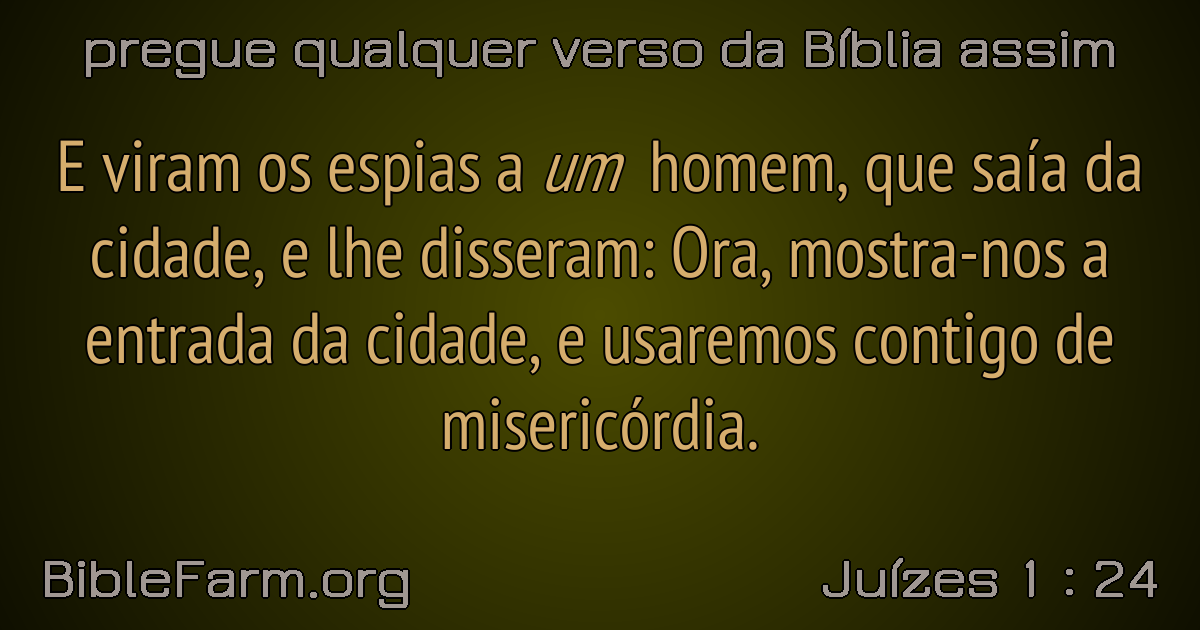 pregue qualquer verso da Bíblia assim
E viram os espias a um homem, que saía da
cidade, e lhe disseram: Ora, mostra-nos a
entrada da cidade, e usaremos contigo de
misericórdia.
BibleFarm.org
Juízes 1 : 24